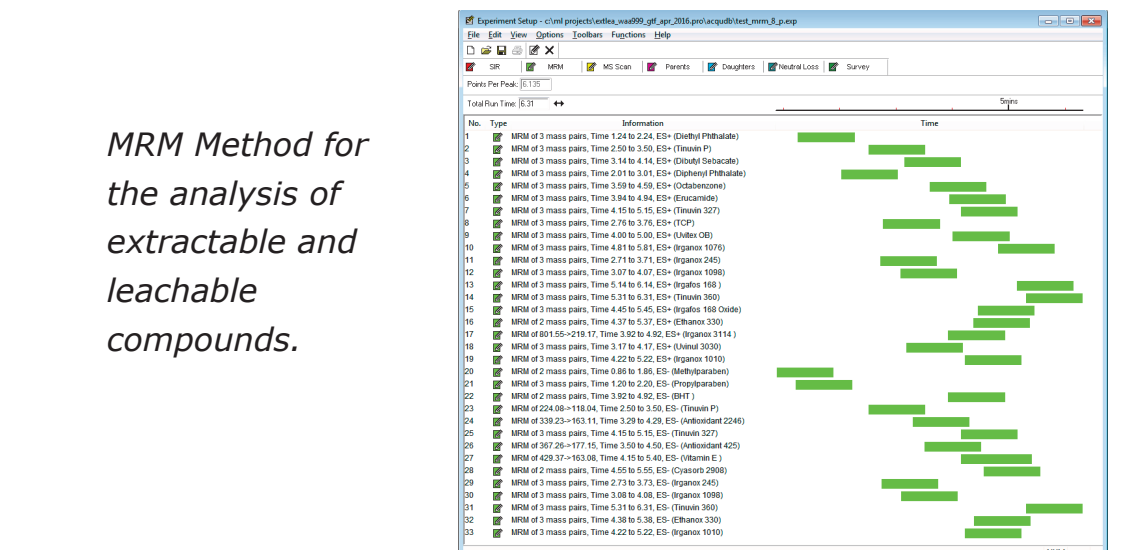 MRM Method for
the analysis of
extractable and
leachable
compounds.
Experiment Setup - c:\ml projects\extlea_waa999_gtf_apr_2016.pro\acqudb\test_mrm_8_p.exp
File Edit View Options Toolbars Functions Help
SIR MRM MS Scan Parents Daughters Neutral Loss Survey
Points Per Peak: 6.135
Total Run Time: 6.31 5mins
No. Type Information Time
1 MRM of 3 mass pairs, Time 1.24 to 2.24, ES+ (Diethyl Phthalate)
2 MRM of 3 mass pairs, Time 2.50 to 3.50, ES+ (Tinuvin P)
3 MRM of 3 mass pairs, Time 3.14 to 4.14, ES+ (Dibutyl Sebacate)
4 MRM of 3 mass pairs, Time 2.01 to 3.01, ES+ (Diphenyl Phthalate)
5 MRM of 3 mass pairs, Time 3.59 to 4.59, ES+ (Octabenzone)
6 MRM of 3 mass pairs, Time 3.94 to 4.94, ES+ (Erucamide)
7 MRM of 3 mass pairs, Time 4.15 to 5.15, ES+ (Tinuvin 327)
8 MRM of 3 mass pairs, Time 2.76 to 3.76, ES+ (TCP)
9 MRM of 3 mass pairs, Time 4.00 to 5.00, ES+ (Uvitex OB)
10 MRM of 3 mass pairs, Time 4.81 to 5.81, ES+ (Irganox 1076)
11 MRM of 3 mass pairs, Time 2.71 to 3.71, ES+ (Irganox 245)
12 MRM of 3 mass pairs, Time 3.07 to 4.07, ES+ (Irganox 1098)
13 MRM of 3 mass pairs, Time 5.14 to 6.14, ES+ (Irgafos 168 )
14 MRM of 3 mass pairs, Time 5.31 to 6.31, ES+ (Tinuvin 360)
15 MRM of 3 mass pairs, Time 4.45 to 5.45, ES+ (Irgafos 168 Oxide)
16 MRM of 2 mass pairs, Time 4.37 to 5.37, ES+ (Ethanox 330)
17 MRM of 801.55->219.17, Time 3.92 to 4.92, ES+ (Irganox 3114 )
18 MRM of 3 mass pairs, Time 3.17 to 4.17, ES+ (Uvinul 3030)
19 MRM of 3 mass pairs, Time 4.22 to 5.22, ES+ (Irganox 1010)
20 MRM of 2 mass pairs, Time 0.86 to 1.86, ES- (Methylparaben)
21 MRM of 3 mass pairs, Time 1.20 to 2.20, ES- (Propylparaben)
22 MRM of 2 mass pairs, Time 3.92 to 4.92, ES- (BHT )
23 MRM of 224.08->118.04, Time 2.50 to 3.50, ES- (Tinuvin P)
24 MRM of 339.23->163.11, Time 3.29 to 4.29, ES- (Antioxidant 2246)
25 MRM of 3 mass pairs, Time 4.15 to 5.15, ES- (Tinuvin 327)
26 MRM of 367.26->177.15, Time 3.50 to 4.50, ES- (Antioxidant 425)
27 MRM of 429.37->163.08, Time 4.15 to 5.40, ES- (Vitamin E )
28 MRM of 2 mass pairs, Time 4.55 to 5.55, ES- (Cyasorb 2908)
29 MRM of 3 mass pairs, Time 2.73 to 3.73, ES- (Irganox 245)
30 MRM of 3 mass pairs, Time 3.08 to 4.08, ES- (Irganox 1098)
31 MRM of 3 mass pairs, Time 5.31 to 6.31, ES- (Tinuvin 360)
32 MRM of 3 mass pairs, Time 4.38 to 5.38, ES- (Ethanox 330)
33 MRM of 3 mass pairs, Time 4.22 to 5.22, ES- (Irganox 1010)